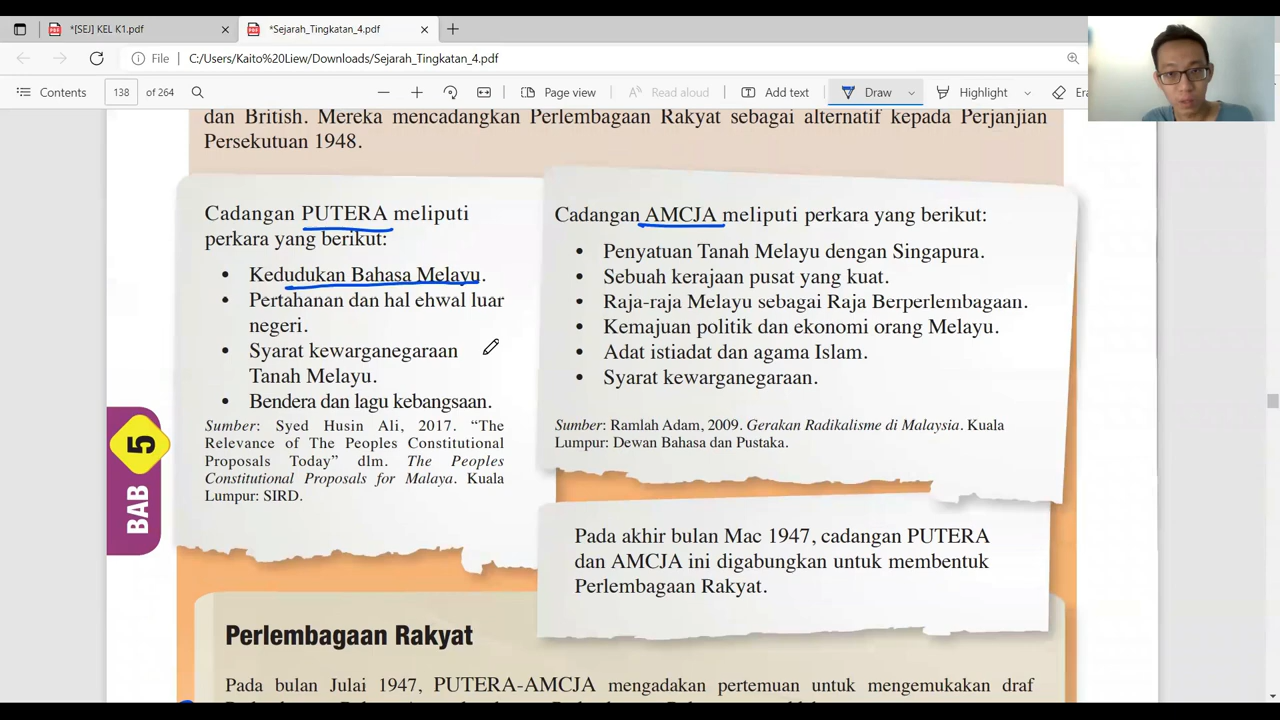 *[SEJ] KEL K1.pdf
*Sejarah_Tingkatan_4.pdf
File
C:/Users/Kaito%20Liew/Downloads/Sejarah_Tingkatan_4.pdf
Contents
138 of 264
Page view
Read aloud
Add text
Draw
Highlight
dan British. Mereka mencadangkan Perlembagaan Rakyat sebagai alternatif kepada Perjanjian
Persekutuan 1948.
Cadangan PUTERA meliputi
perkara yang berikut:
• Kedudukan Bahasa Melayu.
• Pertahanan dan hal ehwal luar
negeri.
• Syarat kewarganegaraan
Tanah Melayu.
• Bendera dan lagu kebangsaan.
Sumber: Syed Husin Ali, 2017. “The
Relevance of The Peoples Constitutional
Proposals Today” dlm. The Peoples
Constitutional Proposals for Malaya. Kuala
Lumpur: SIRD.
Cadangan AMCJA meliputi perkara yang berikut:
• Penyatuan Tanah Melayu dengan Singapura.
• Sebuah kerajaan pusat yang kuat.
• Raja-raja Melayu sebagai Raja Berperlembagaan.
• Kemajuan politik dan ekonomi orang Melayu.
• Adat istiadat dan agama Islam.
• Syarat kewarganegaraan.
Sumber: Ramlah Adam, 2009. Gerakan Radikalisme di Malaysia. Kuala
Lumpur: Dewan Bahasa dan Pustaka.
Pada akhir bulan Mac 1947, cadangan PUTERA
dan AMCJA ini digabungkan untuk membentuk
Perlembagaan Rakyat.
BAB 5
Perlembagaan Rakyat
Pada bulan Julai 1947, PUTERA-AMCJA mengadakan pertemuan untuk mengemukakan draf